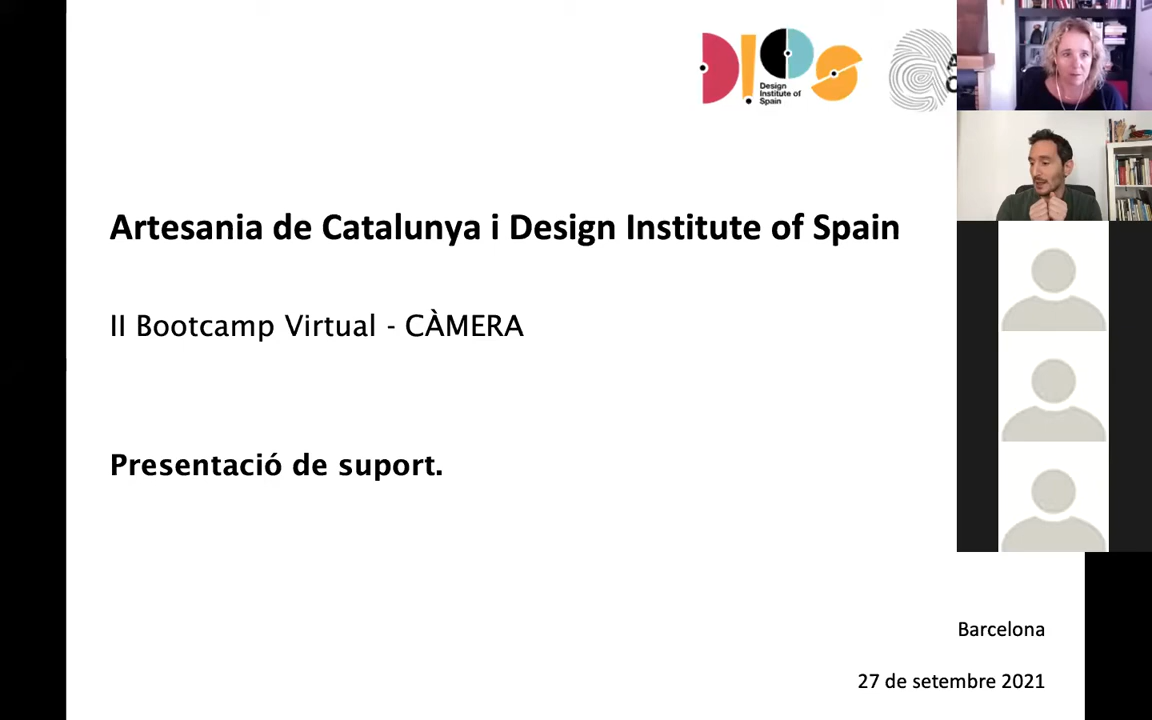 D!OS
Design
Institute of
Spain
Artesania de Catalunya i Design Institute of Spain
II Bootcamp Virtual - CÀMERA
Presentació de suport.
Barcelona
27 de setembre 2021